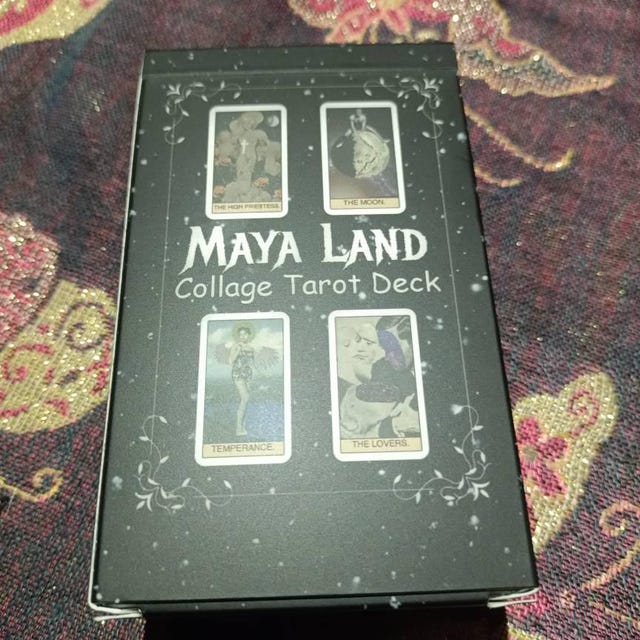 THE HIGH PRIESTESS.
THE MOON.
MAYA LAND
Collage Tarot Deck
TEMPERANCE.
THE LOVERS.